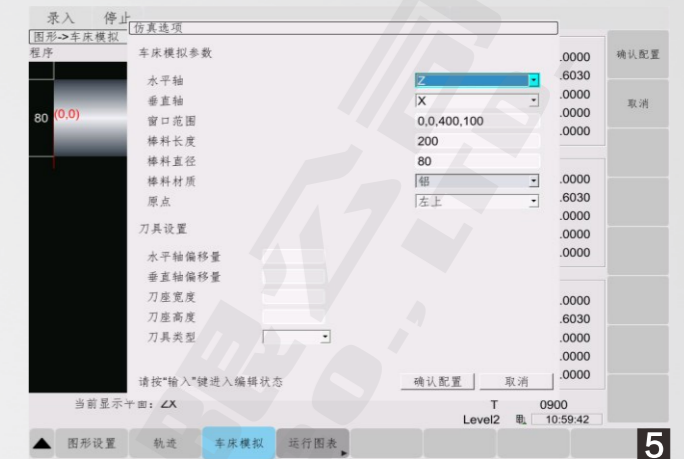 录入 停止
图形->车床模拟
程序
80 (0,0)
仿真选项
车床模拟参数
水平轴 Z
垂直轴 X
窗口范围 0,0,400,100
棒料长度 200
棒料直径 80
棒料材质 铝
原点 左上
刀具设置
水平轴偏移量
垂直轴偏移量
刀座宽度
刀座高度
刀具类型
请按"输入"键进入编辑状态
确认配置 取消
.0000
.6030
.0000
.0000
.0000
.0000
.6030
.0000
.0000
.0000
.0000
.6030
.0000
.0000
.0000
确认配置
取消
当前显示平面: ZX
T 0900
Level2 10:59:42
图形设置 轨迹 车床模拟 运行图表
5